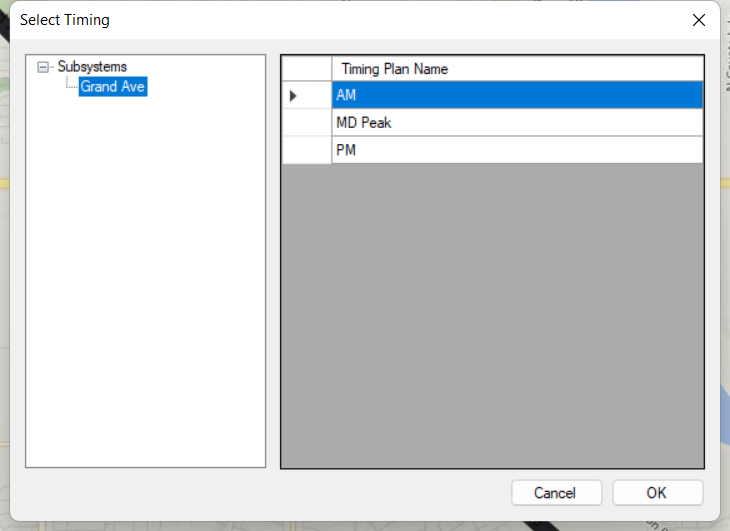 Select Timing
Subsystems
Grand Ave
Timing Plan Name
AM
MD Peak
PM
Cancel
OK